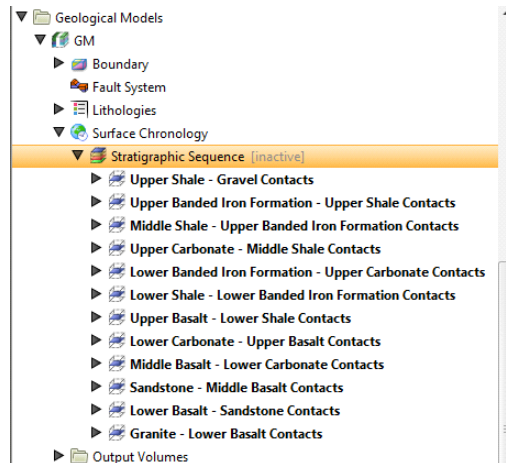 Geological Models
GM
Boundary
Fault System
Lithologies
Surface Chronology
Stratigraphic Sequence [inactive]
Upper Shale - Gravel Contacts
Upper Banded Iron Formation - Upper Shale Contacts
Middle Shale - Upper Banded Iron Formation Contacts
Upper Carbonate - Middle Shale Contacts
Lower Banded Iron Formation - Upper Carbonate Contacts
Lower Shale - Lower Banded Iron Formation Contacts
Upper Basalt - Lower Shale Contacts
Lower Carbonate - Upper Basalt Contacts
Middle Basalt - Lower Carbonate Contacts
Sandstone - Middle Basalt Contacts
Lower Basalt - Sandstone Contacts
Granite - Lower Basalt Contacts
Output Volumes